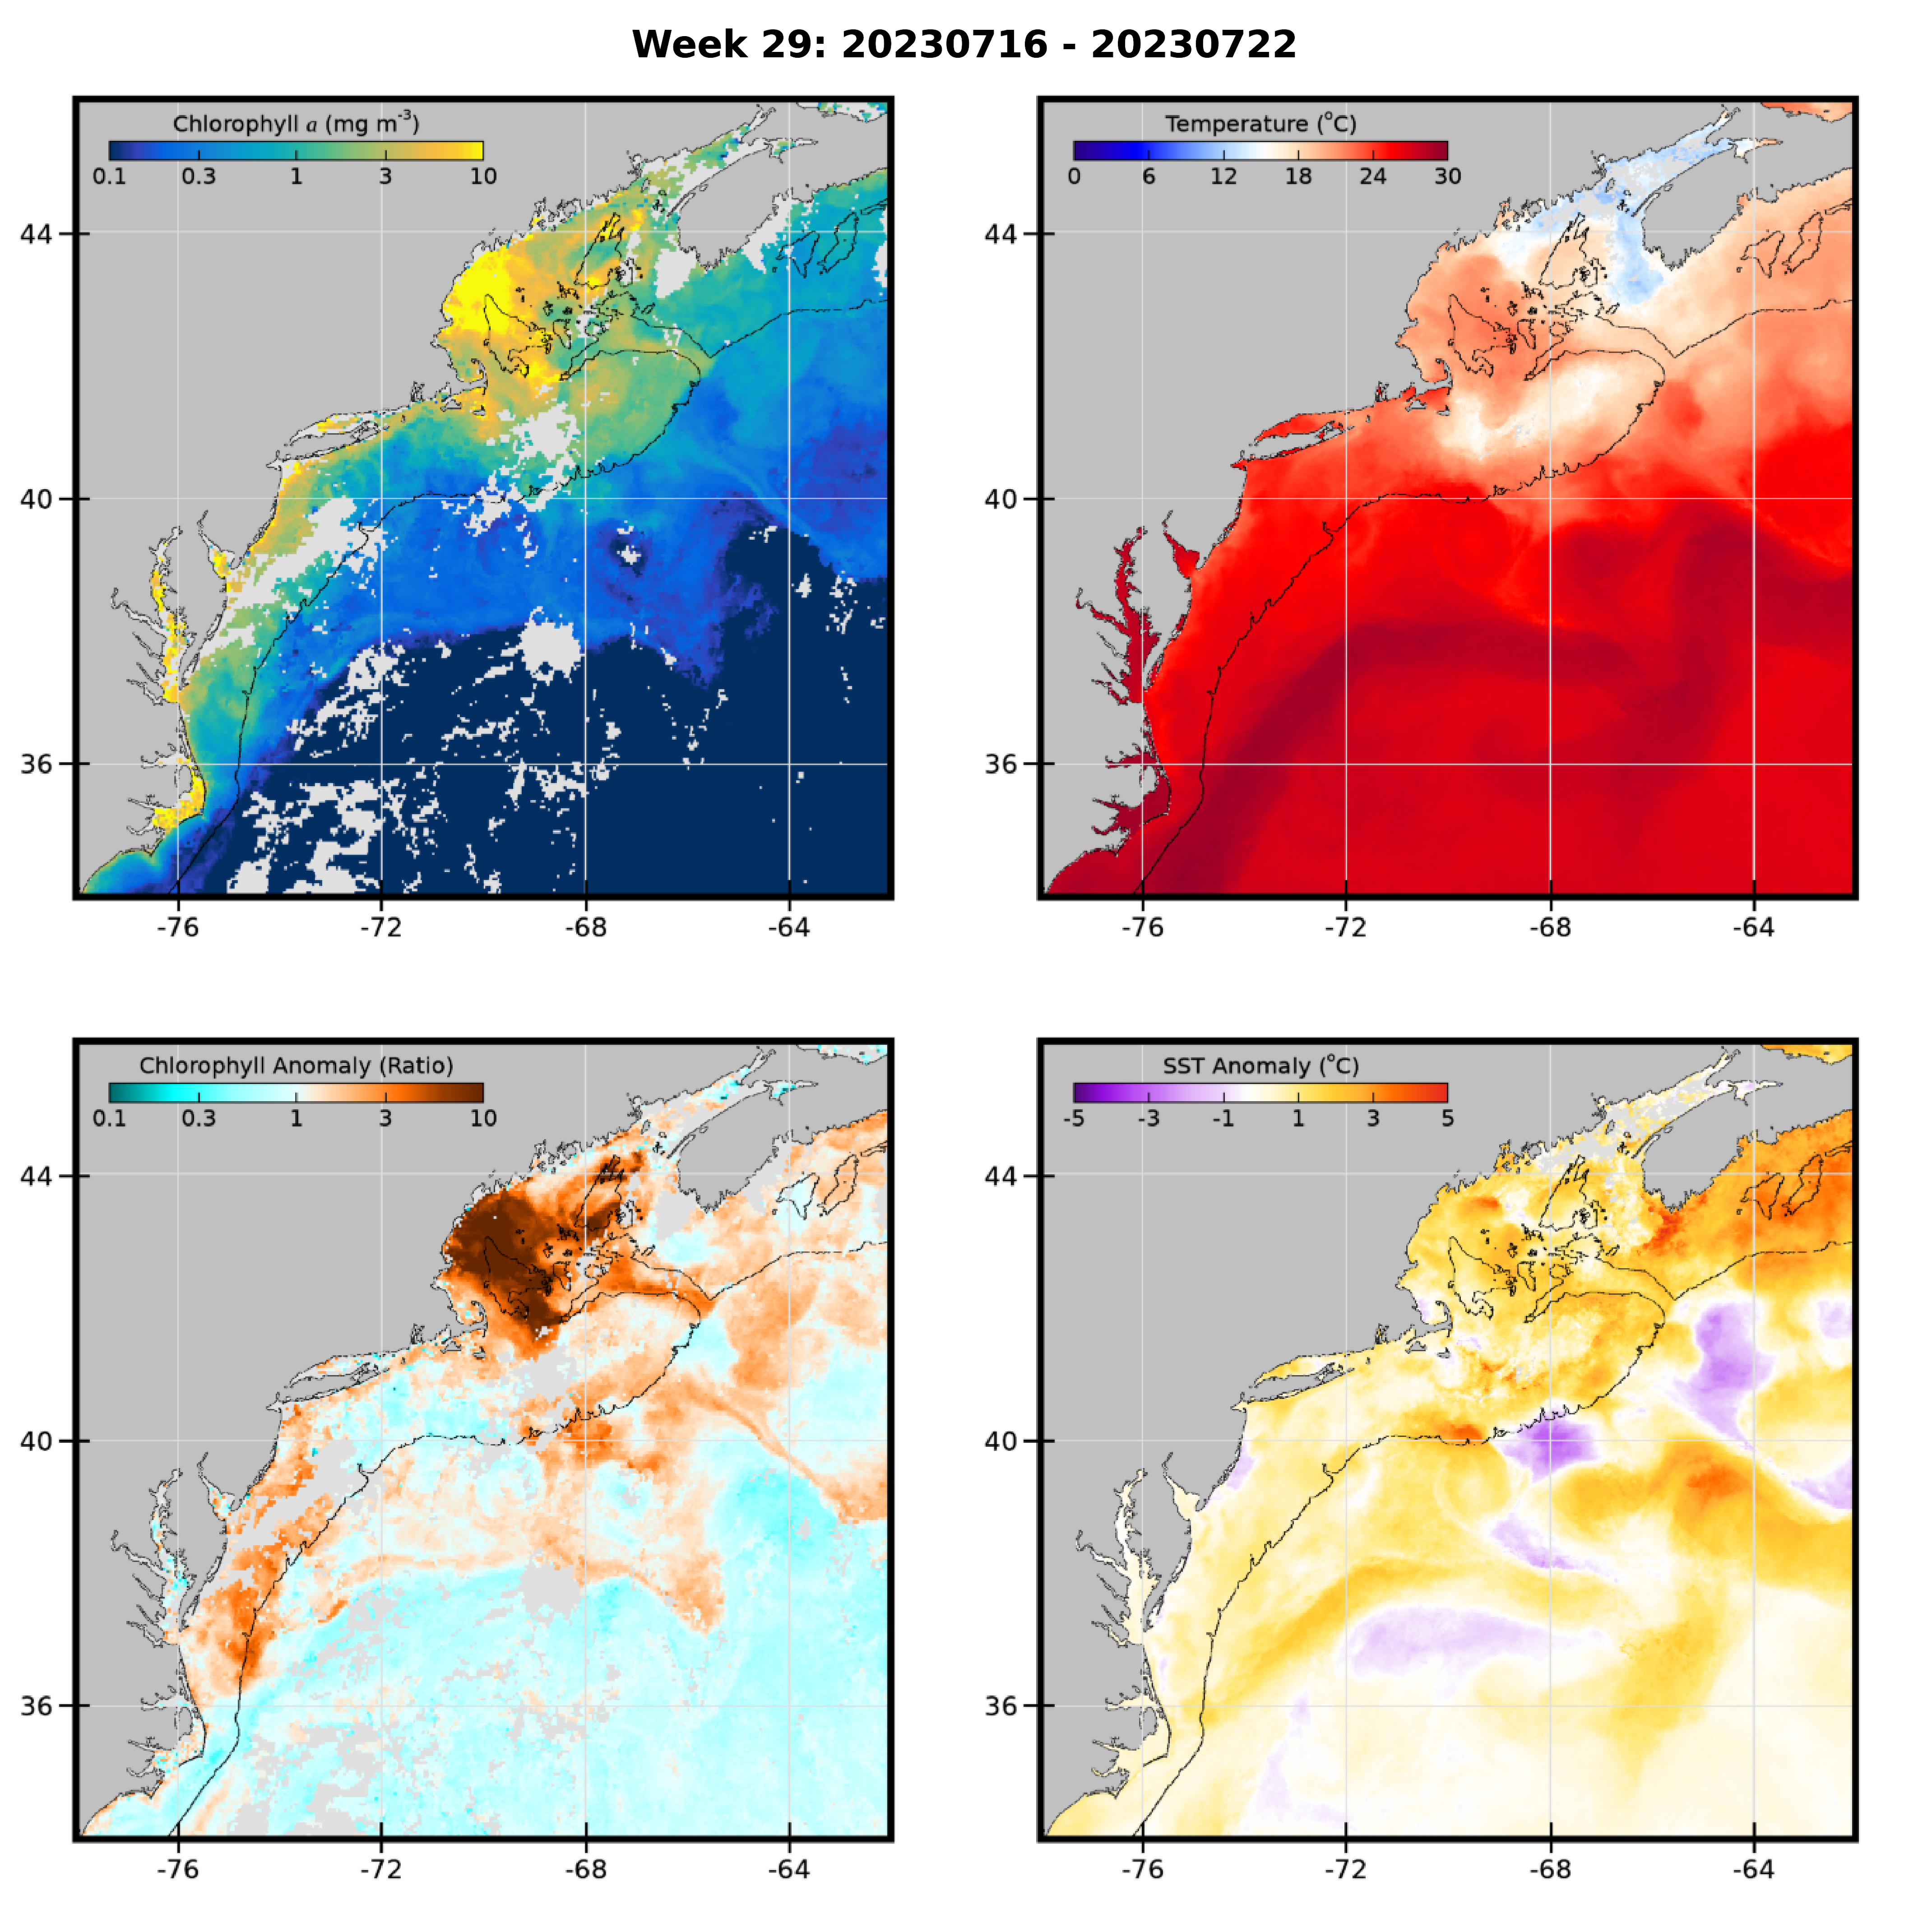 Week 29: 20230716 - 20230722
Chlorophyll a (mg m⁻³)
0.1 0.3 1 3 10
44
40
36
-76 -72 -68 -64
Temperature (°C)
0 6 12 18 24 30
44
40
36
-76 -72 -68 -64
Chlorophyll Anomaly (Ratio)
0.1 0.3 1 3 10
44
40
36
-76 -72 -68 -64
SST Anomaly (°C)
-5 -3 -1 1 3 5
44
40
36
-76 -72 -68 -64